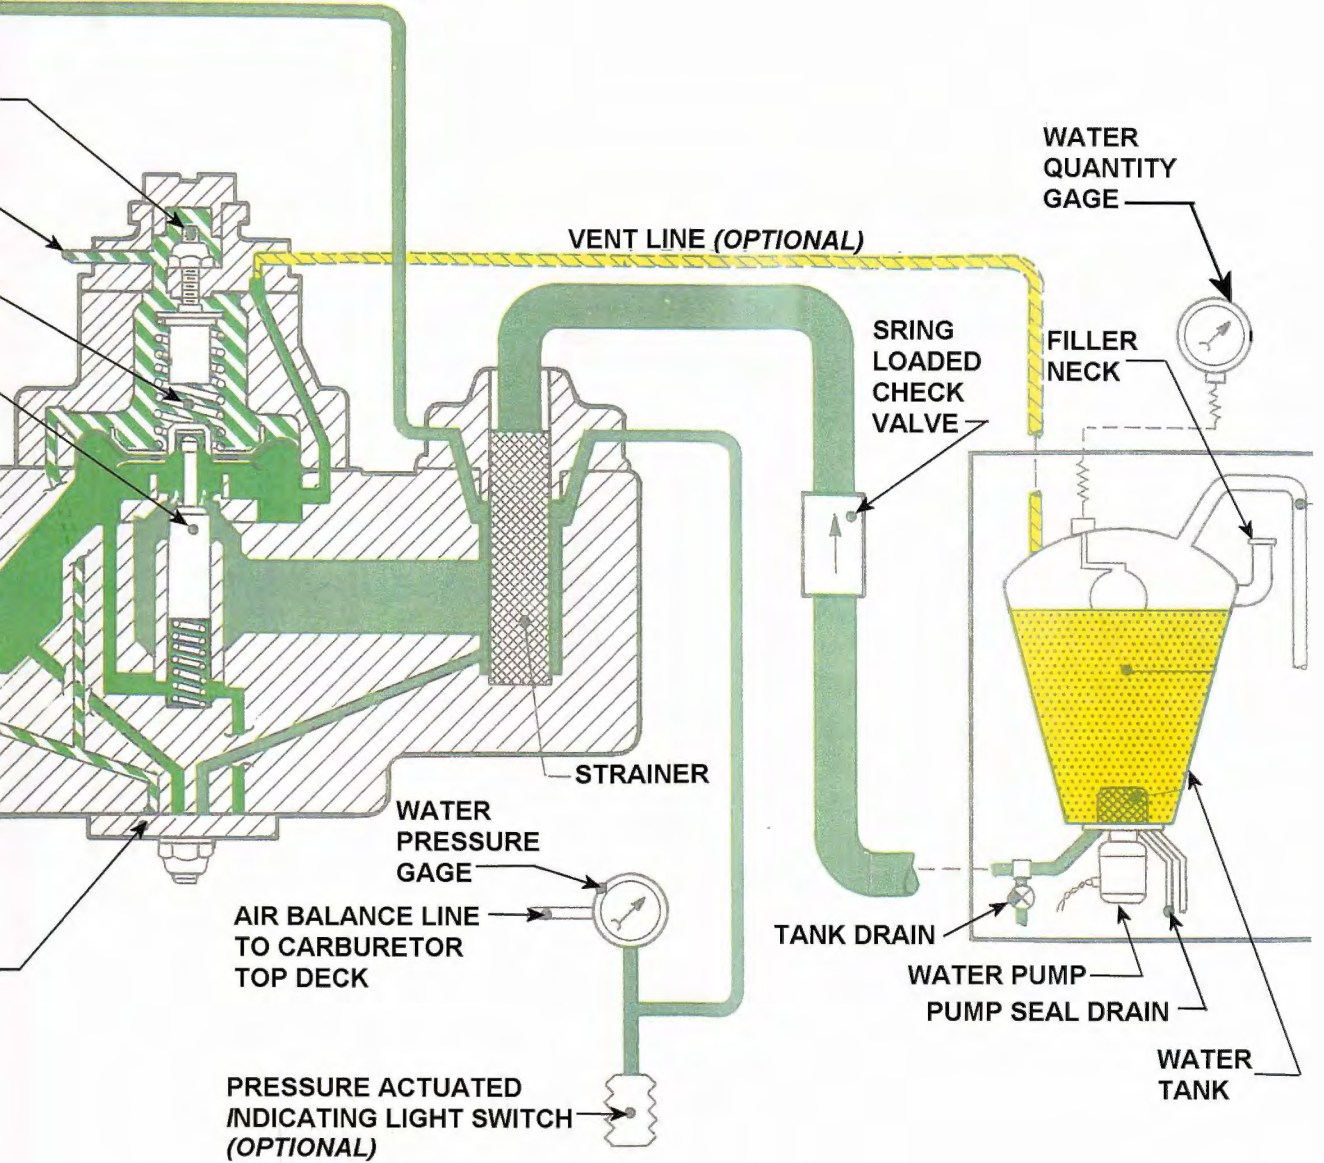 WATER
QUANTITY
GAGE
VENT LINE (OPTIONAL)
SRING
LOADED
CHECK
VALVE
FILLER
NECK
STRAINER
WATER
PRESSURE
GAGE
AIR BALANCE LINE
TO CARBURETOR
TOP DECK
TANK DRAIN
WATER PUMP
PUMP SEAL DRAIN
WATER
TANK
PRESSURE ACTUATED
INDICATING LIGHT SWITCH
(OPTIONAL)